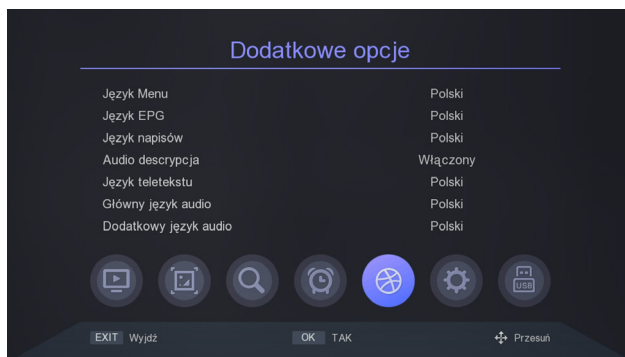 Dodatkowe opcje
Język Menu Polski
Język EPG Polski
Język napisów Polski
Audio descrypcja Włączony
Język teletekstu Polski
Główny język audio Polski
Dodatkowy język audio Polski
USB
EXIT Wyjdź OK TAK Przesuń